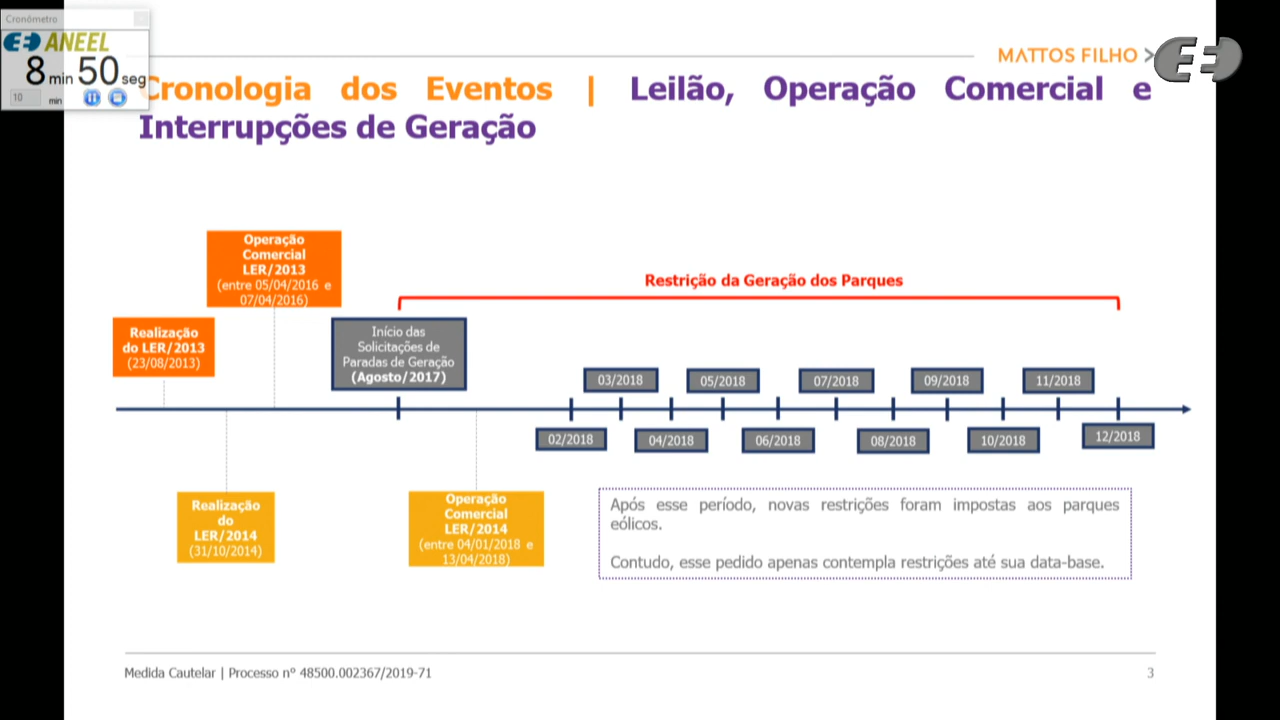 Cronômetro
ANEEL
8 min 50 seg
10 min
MATTOS FILHO >
Cronologia dos Eventos | Leilão, Operação Comercial e
Interrupções de Geração
Operação
Comercial
LER/2013
(entre 05/04/2016 e
07/04/2016)
Realização
do LER/2013
(23/08/2013)
Início das
Solicitações de
Paradas de Geração
(Agosto/2017)
Restrição da Geração dos Parques
03/2018
05/2018
07/2018
09/2018
11/2018
02/2018
04/2018
06/2018
08/2018
10/2018
12/2018
Realização
do
LER/2014
(31/10/2014)
Operação
Comercial
LER/2014
(entre 04/01/2018 e
13/04/2018)
Após esse período, novas restrições foram impostas aos parques
eólicos.
Contudo, esse pedido apenas contempla restrições até sua data-base.
Medida Cautelar | Processo nº 48500.002367/2019-71
3